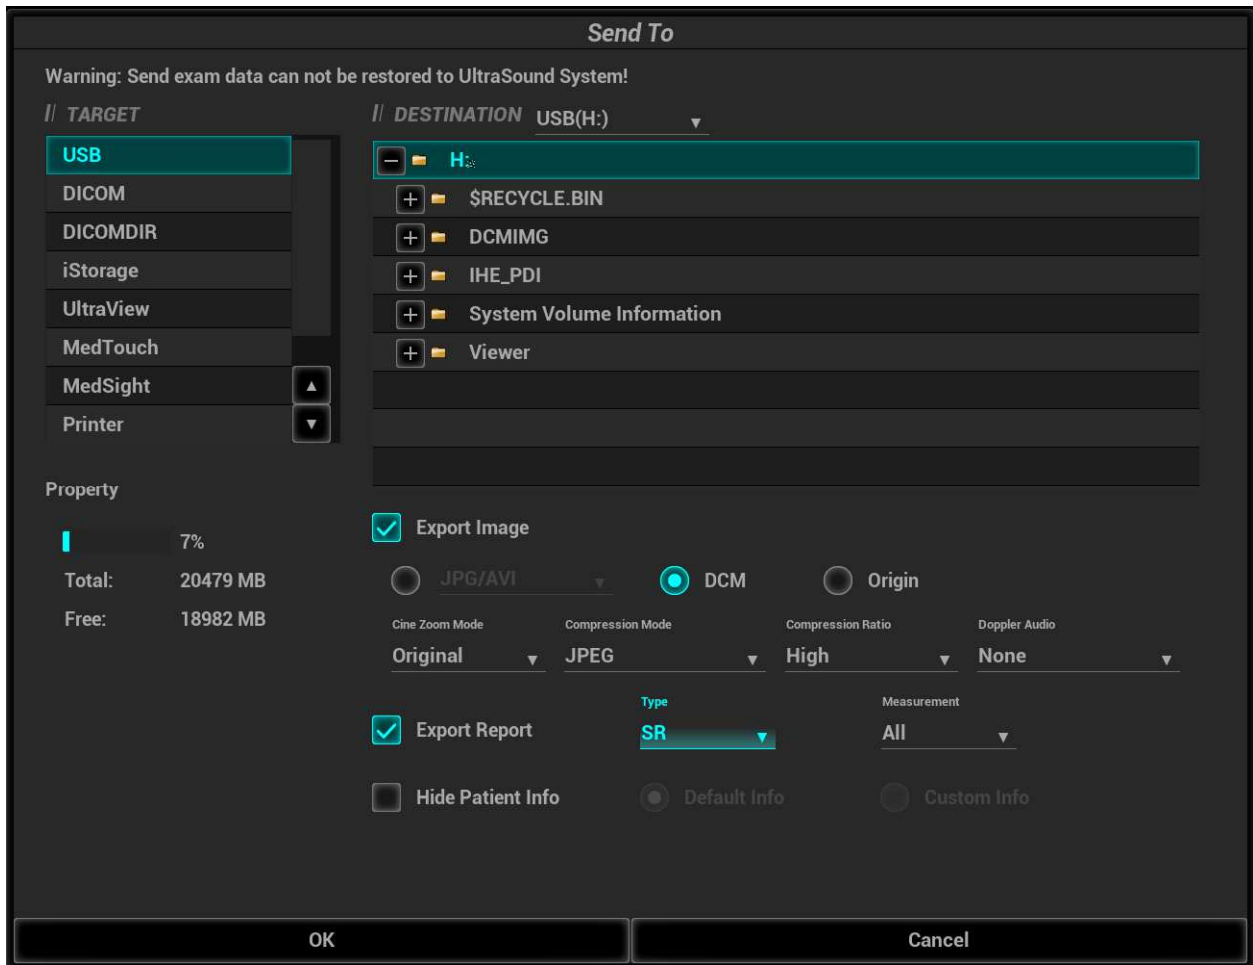 Send To
Warning: Send exam data can not be restored to UltraSound System!
// TARGET
USB
DICOM
DICOMDIR
iStorage
UltraView
MedTouch
MedSight
Printer
Property
7%
Total: 20479 MB
Free: 18982 MB
// DESTINATION USB(H:)
H:
$RECYCLE.BIN
DCMIMG
IHE_PDI
System Volume Information
Viewer
Export Image
JPG/AVI DCM Origin
Cine Zoom Mode Compression Mode Compression Ratio Doppler Audio
Original JPEG High None
Type Measurement
Export Report SR All
Hide Patient Info Default Info Custom Info
OK Cancel